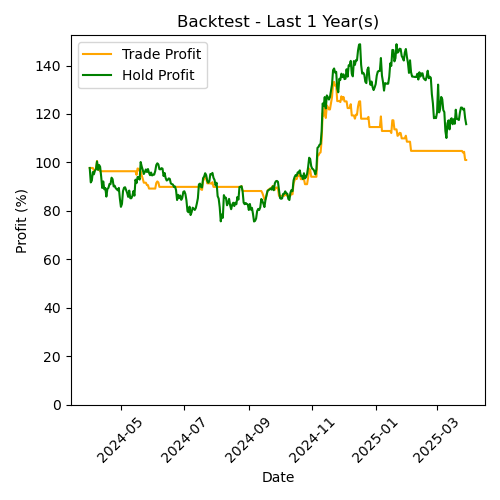 Backtest - Last 1 Year(s)
Trade Profit
Hold Profit
Profit (%)
140
120
100
80
60
40
20
0
2024-05
2024-07
2024-09
2024-11
2025-01
2025-03
Date